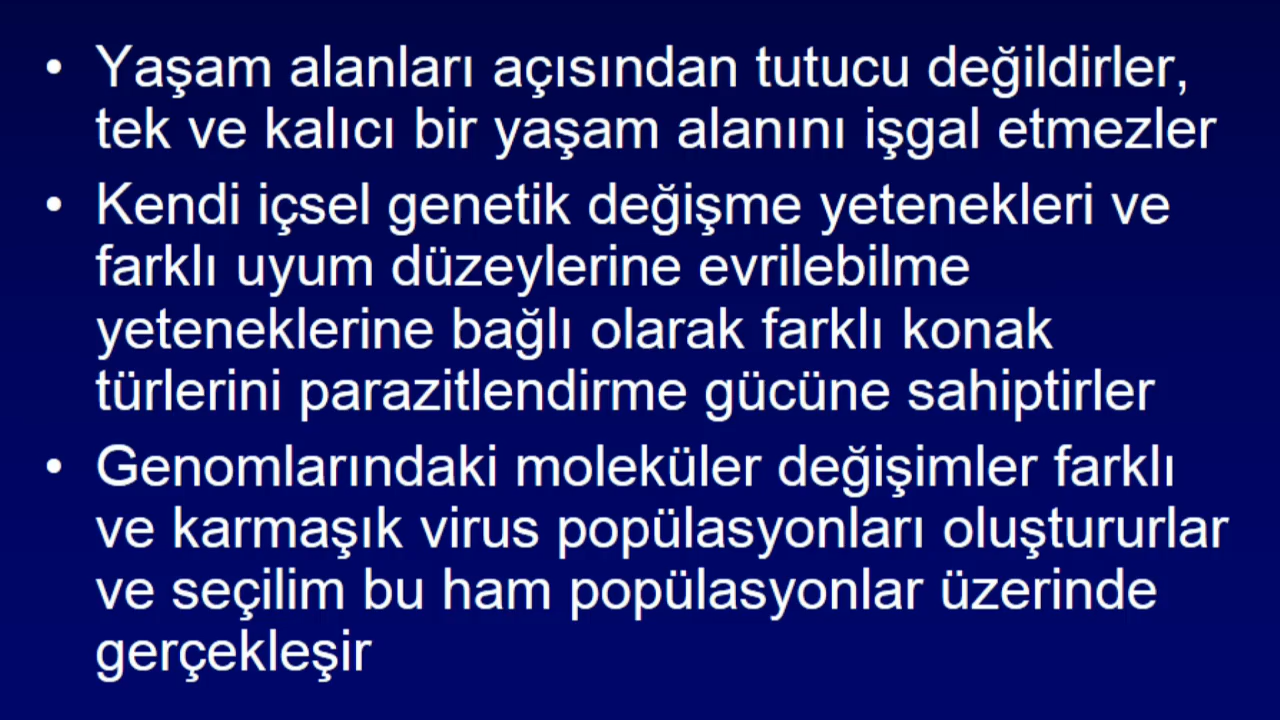 • Yaşam alanları açısından tutucu değildirler,
tek ve kalıcı bir yaşam alanını işgal etmezler
• Kendi içsel genetik değişme yetenekleri ve
farklı uyum düzeylerine evrilebilme
yeteneklerine bağlı olarak farklı konak
türlerini parazitlendirme gücüne sahiptirler
• Genomlarındaki moleküler değişimler farklı
ve karmaşık virus popülasyonları oluştururlar
ve seçilim bu ham popülasyonlar üzerinde
gerçekleşir